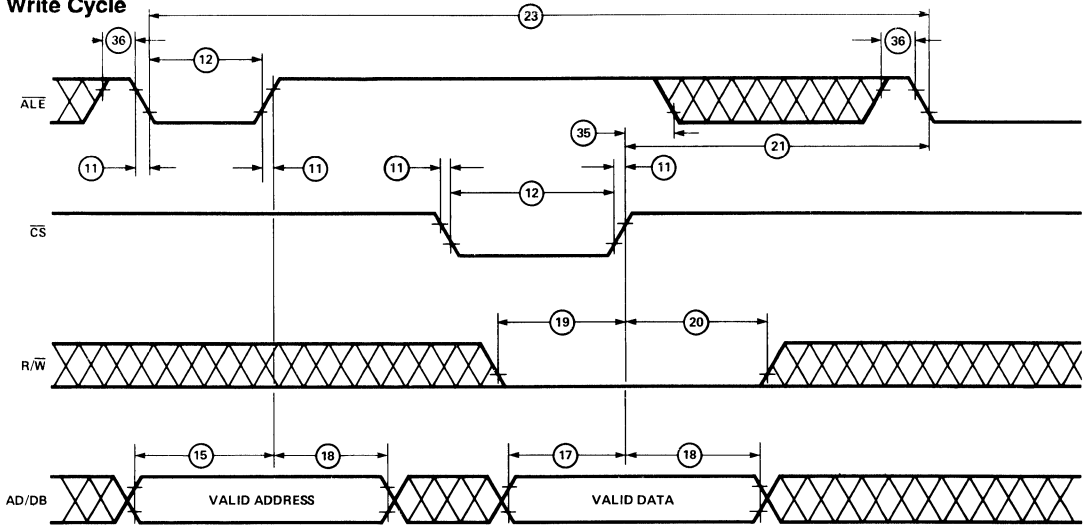 Write Cycle
23
36
12
36
ALE
35
21
11
11
11
11
12
CS
19
20
R/W
15
18
17
18
AD/DB
VALID ADDRESS
VALID DATA